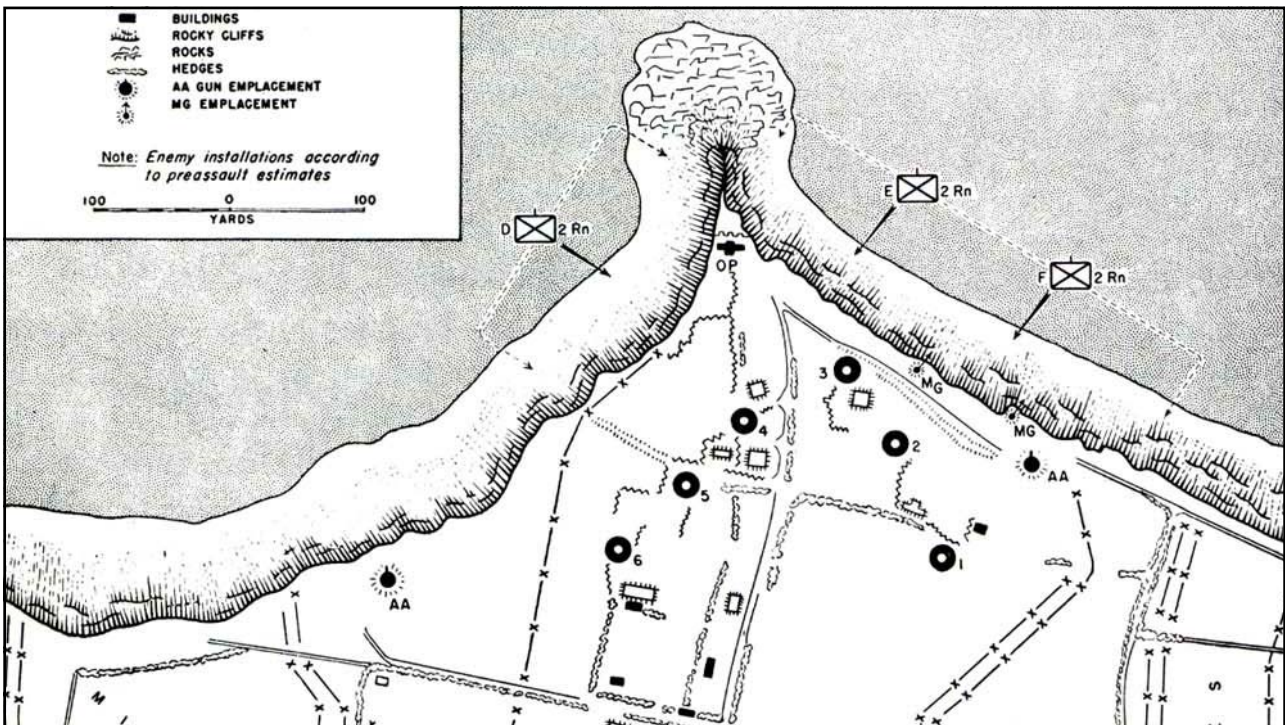 BUILDINGS
ROCKY CLIFFS
ROCKS
HEDGES
AA GUN EMPLACEMENT
MG EMPLACEMENT
Note: Enemy installations according
to preassault estimates
100 0 100
YARDS
E 2 Rn
D 2 Rn
OP
F 2 Rn
3
MG
4
MG
2
AA
5
6
1
AA
M
S